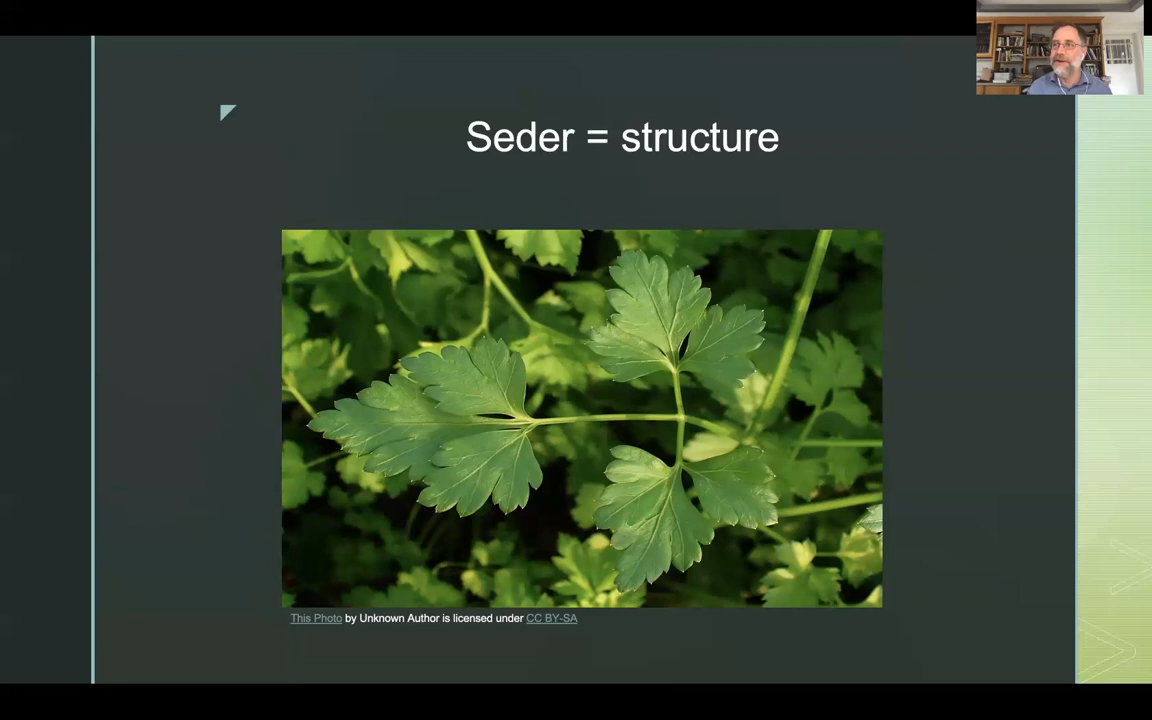 Seder = structure
This Photo by Unknown Author is licensed under CC BY-SA